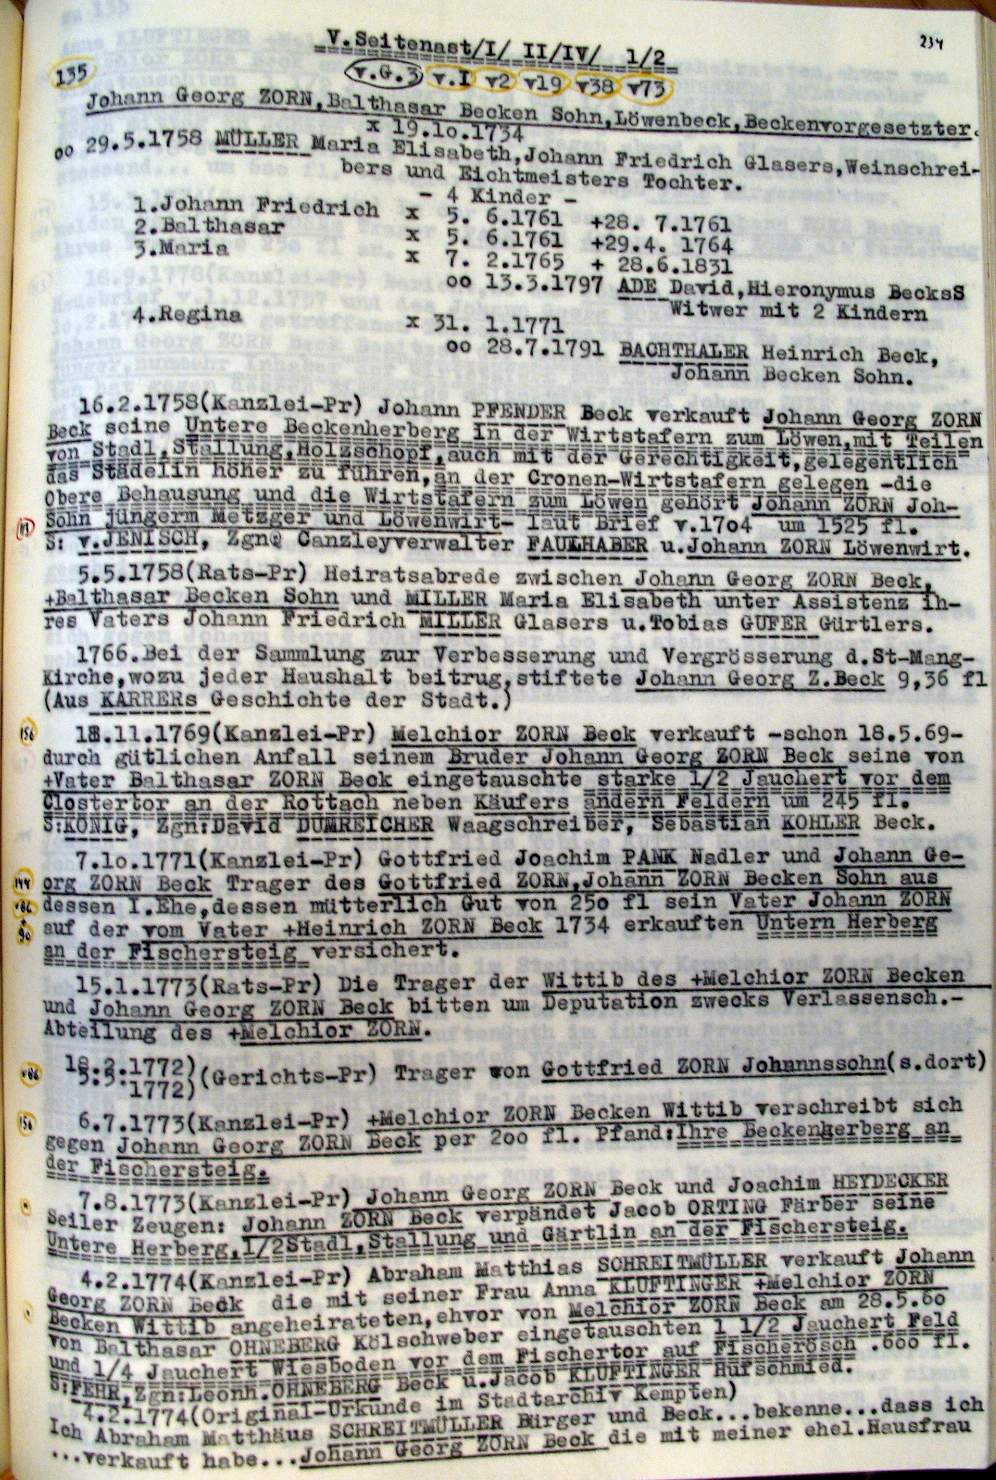 234
V.Seitenast/I/ II/IV/ 1/2
135 v.G.3 v.I v2 v19 v38 v73
Johann Georg ZORN,Balthasar Becken Sohn,Löwenbeck,Beckenvorgesetzter.
x 19.10.1734
oo 29.5.1758 MÜLLER Maria Elisabeth,Johann Friedrich Glasers,Weinschrei-
bers und Eichtmeisters Tochter.
- 4 Kinder -
1.Johann Friedrich x 5. 6.1761 +28. 7.1761
2.Balthasar x 5. 6.1761 +29.4. 1764
3.Maria x 7. 2.1765 + 28.6.1831
oo 13.3.1797 ADE David,Hieronymus BecksS
Witwer mit 2 Kindern
4.Regina x 31. 1.1771
oo 28.7.1791 BACHTHALER Heinrich Beck,
Johann Becken Sohn.
16.2.1758(Kanzlei-Pr) Johann PFENDER Beck verkauft Johann Georg ZORN
Beck seine Untere Beckenherberg In der Wirtstafern zum Löwen,mit Teilen
von Stadl,Stallung,Holzschopf,auch mit der Gerechtigkeit,gelegentlich
das Städelin höher zu führen,an der Cronen-Wirtstafern gelegen -die
Obere Behausung und die Wirtstafern zum Löwen gehört Johann ZORN Joh-
Sohn jüngerm Metzger und Löwenwirt- laut Brief v.1704 um 1525 fl.
S: v.JENISCH, Zgn: Canzleyverwalter FAULHABER u.Johann ZORN Löwenwirt.
5.5.1758(Rats-Pr) Heiratsabrede zwischen Johann Georg ZORN Beck,
+Balthasar Becken Sohn und MILLER Maria Elisabeth unter Assistenz ih-
res Vaters Johann Friedrich MILLER Glasers u.Tobias GUFER Gürtlers.
1766.Bei der Sammlung zur Verbesserung und Vergrösserung d.St-Mang-
Kirche,wozu jeder Haushalt beitrug,stiftete Johann Georg Z.Beck 9,36 fl
(Aus KARRERs Geschichte der Stadt.)
156 18.11.1769(Kanzlei-Pr) Melchior ZORN Beck verkauft -schon 18.5.69-
durch gütlichen Anfall seinem Bruder Johann Georg ZORN Beck seine von
+Vater Balthasar ZORN Beck eingetauschte starke 1/2 Jauchert vor dem
Clostertor an der Rottach neben Käufers andern Feldern um 245 fl.
S:KÖNIG, Zgn:David DUMREICHER Waagschreiber, Sebastian KOHLER Beck.
7.10.1771(Kanzlei-Pr) Gottfried Joachim PANK Nadler und Johann Ge-
144 org ZORN Beck Trager des Gottfried ZORN,Johann ZORN Becken Sohn aus
v86 dessen I.Ehe,dessen mütterlich Gut von 250 fl sein Vater Johann ZORN
90 auf der vom Vater +Heinrich ZORN Beck 1734 erkauften Untern Herberg
an der Fischersteig versichert.
15.1.1773(Rats-Pr) Die Trager der Wittib des +Melchior ZORN Becken
und Johann Georg ZORN Beck bitten um Deputation zwecks Verlassensch.-
Abteilung des +Melchior ZORN.
18.2.1772)
v86 5.5.1772)(Gerichts-Pr) Trager von Gottfried ZORN Johannssohn(s.dort)
156 6.7.1773(Kanzlei-Pr) +Melchior ZORN Becken Wittib verschreibt sich
gegen Johann Georg ZORN Beck per 200 fl. Pfand:Ihre Beckenherberg an
der Fischersteig.
7.8.1773(Kanzlei-Pr) Johann Georg ZORN Beck und Joachim HEYDECKER
Seiler Zeugen: Johann ZORN Beck verpändet Jacob ORTING Färber seine
Untere Herberg,1/2Stadl,Stallung und Gärtlin an der Fischersteig.
4.2.1774(Kanzlei-Pr) Abraham Matthias SCHREITMÜLLER verkauft Johann
Georg ZORN Beck die mit seiner Frau Anna KLUFTINGER +Melchior ZORN
Becken Wittib angeheirateten,ehvor von Melchior ZORN Beck am 28.5.60
von Balthasar OHNEBERG Kölschweber eingetauschten 1 1/2 Jauchert Feld
und 1/4 Jauchert Wiesboden vor dem Fischertor auf Fischerösch .600 fl.
S:FEHR,Zgn:Leonh.OHNEBERG Beck u.Jacob KLUFTINGER Hufschmied.
4.2.1774(Original-Urkunde im Stadtarchiv Kempten)
Ich Abraham Matthäus SCHREITMÜLLER Bürger und Beck...bekenne...dass ich
...verkauft habe...Johann Georg ZORN Beck die mit meiner ehel.Hausfrau